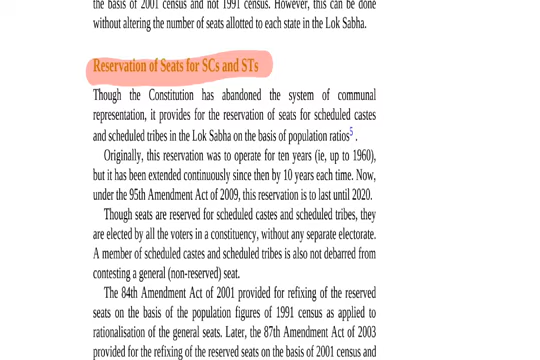 the basis of 2001 census and not 1991 census. However, this can be done
without altering the number of seats allotted to each state in the Lok Sabha.
Reservation of Seats for SCs and STs
Though the Constitution has abandoned the system of communal
representation, it provides for the reservation of seats for scheduled castes
and scheduled tribes in the Lok Sabha on the basis of population ratios5 .
Originally, this reservation was to operate for ten years (ie, up to 1960),
but it has been extended continuously since then by 10 years each time. Now,
under the 95th Amendment Act of 2009, this reservation is to last until 2020.
Though seats are reserved for scheduled castes and scheduled tribes, they
are elected by all the voters in a constituency, without any separate electorate.
A member of scheduled castes and scheduled tribes is also not debarred from
contesting a general (non-reserved) seat.
The 84th Amendment Act of 2001 provided for refixing of the reserved
seats on the basis of the population figures of 1991 census as applied to
rationalisation of the general seats. Later, the 87th Amendment Act of 2003
provided for the refixing of the reserved seats on the basis of 2001 census and